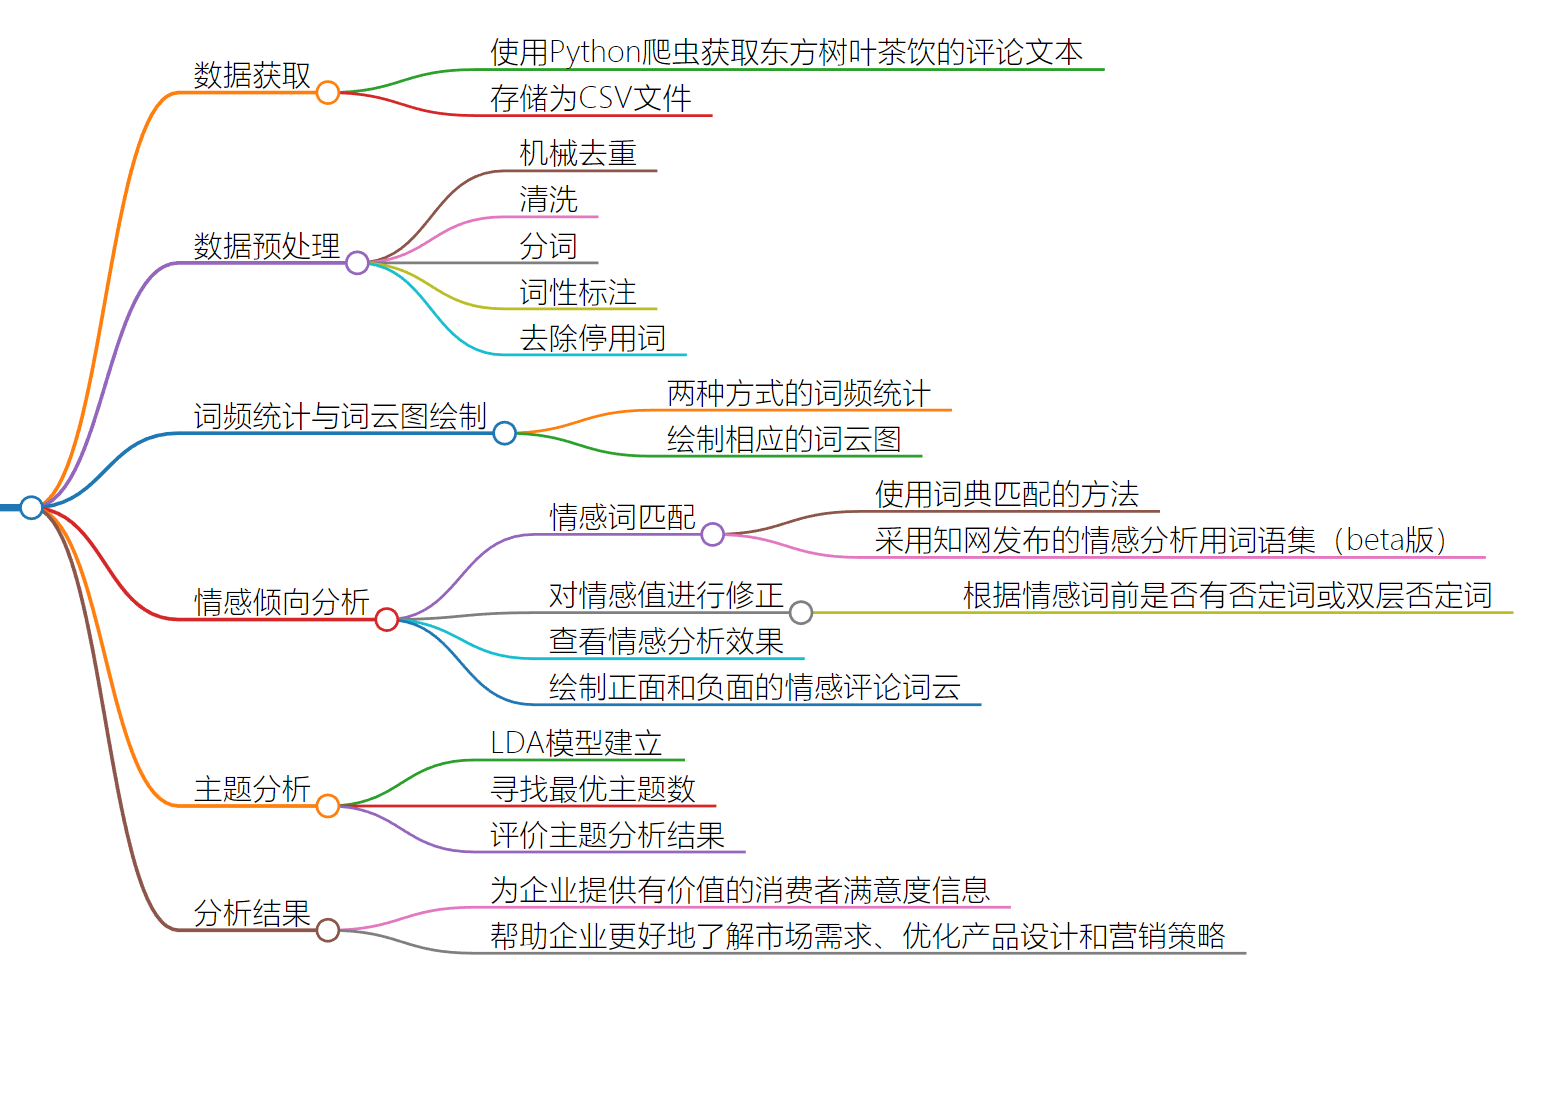 数据获取
使用Python爬虫获取东方树叶茶饮的评论文本
存储为CSV文件
数据预处理
机械去重
清洗
分词
词性标注
去除停用词
词频统计与词云图绘制
两种方式的词频统计
绘制相应的词云图
情感倾向分析
情感词匹配
使用词典匹配的方法
采用知网发布的情感分析用词语集（beta版）
对情感值进行修正
根据情感词前是否有否定词或双层否定词
查看情感分析效果
绘制正面和负面的情感评论词云
主题分析
LDA模型建立
寻找最优主题数
评价主题分析结果
分析结果
为企业提供有价值的消费者满意度信息
帮助企业更好地了解市场需求、优化产品设计和营销策略